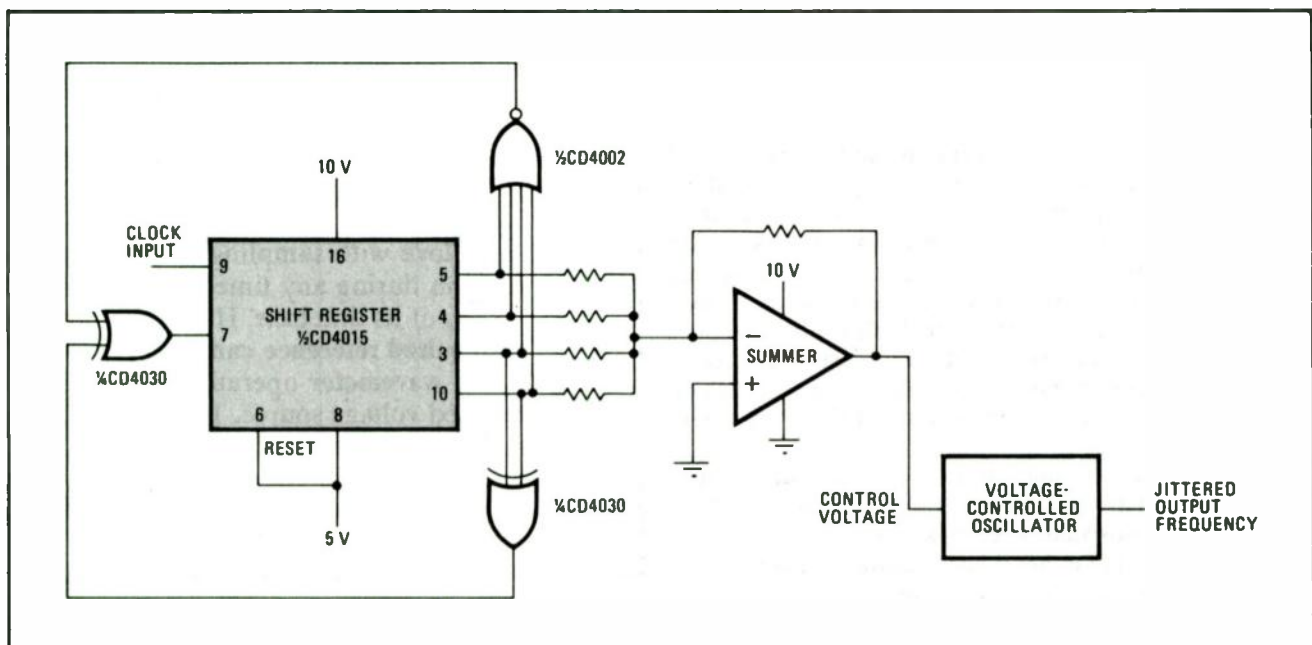 ½CD4002
10 V
CLOCK
INPUT
9
16
SHIFT REGISTER
½CD4015
5
4
3
10
7
6
8
RESET
¼CD4030
5 V
¼CD4030
10 V
−
SUMMER
+
CONTROL
VOLTAGE
VOLTAGE-
CONTROLLED
OSCILLATOR
JITTERED
OUTPUT
FREQUENCY